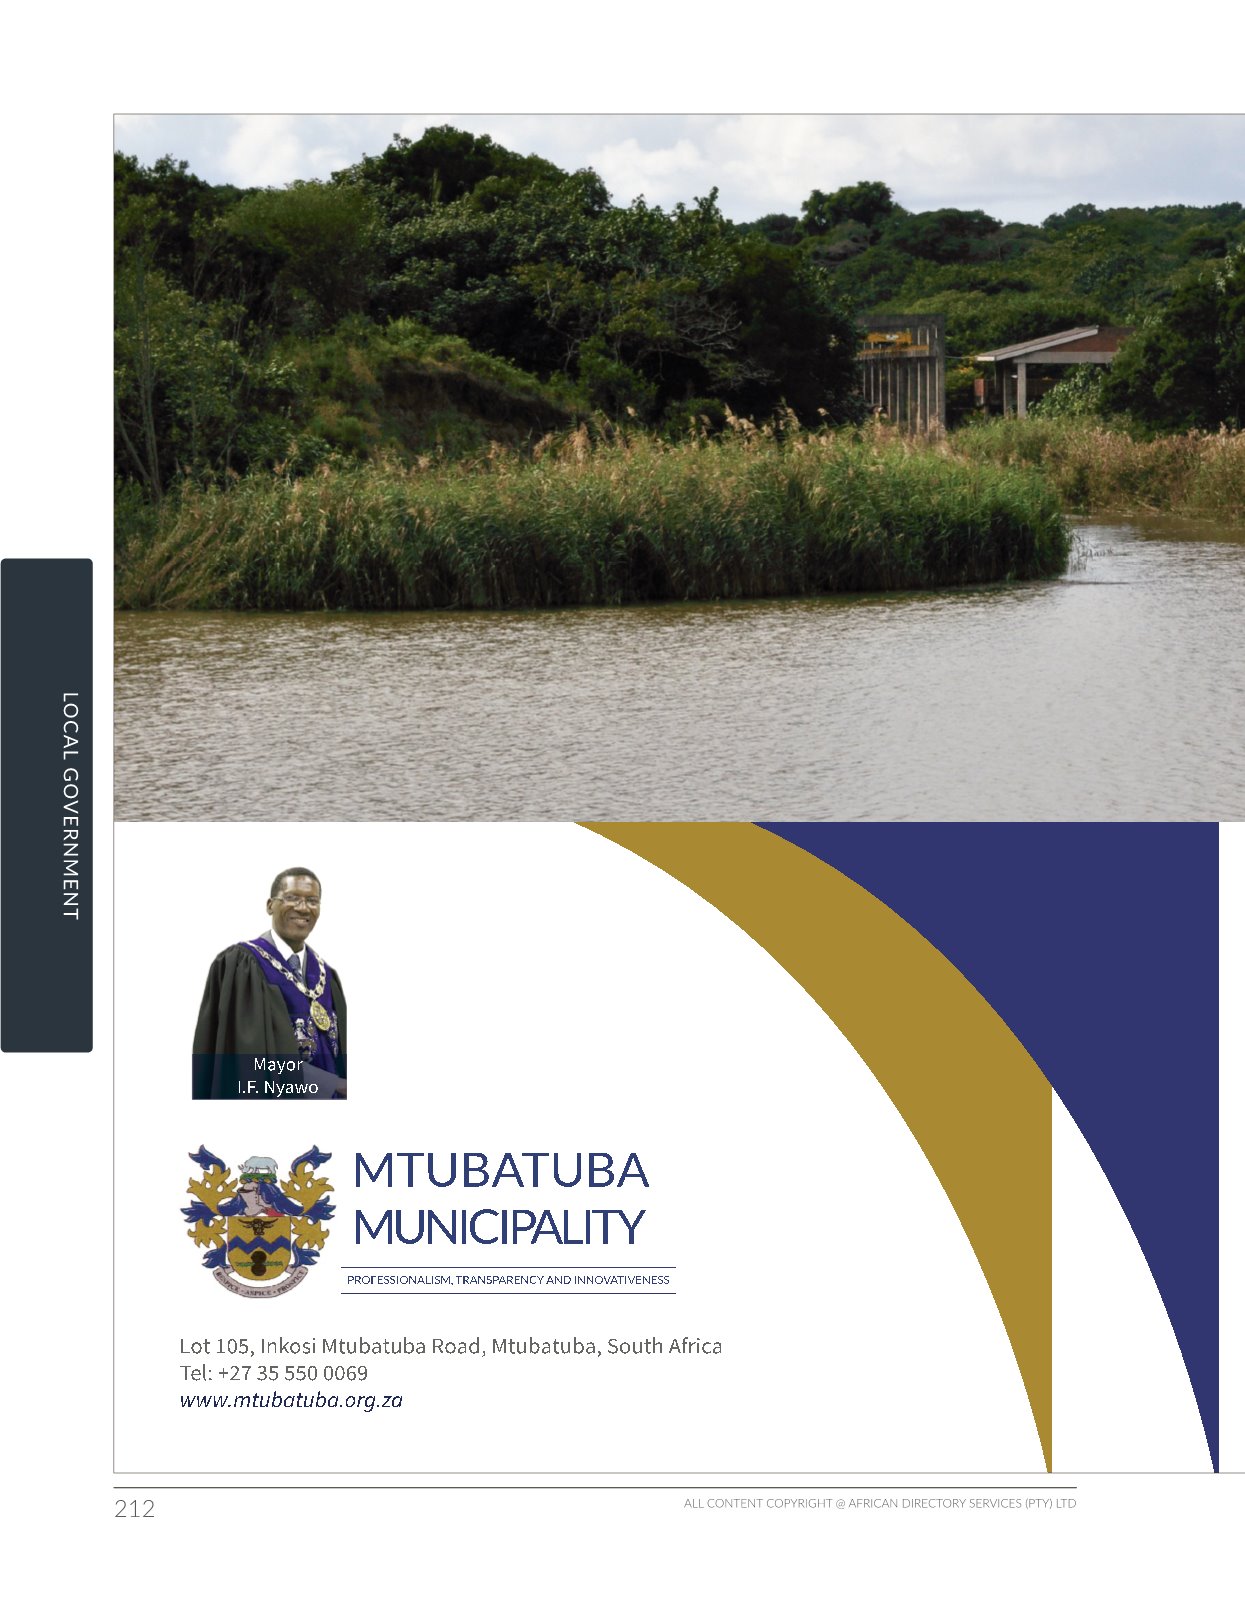 LOCAL GOVERNMENT
Mayor
I.F. Nyawo
MTUBATUBA
MUNICIPALITY
PROFESSIONALISM, TRANSPARENCY AND INNOVATIVENESS
Lot 105, Inkosi Mtubatuba Road, Mtubatuba, South Africa
Tel: +27 35 550 0069
www.mtubatuba.org.za
212
ALL CONTENT COPYRIGHT @ AFRICAN DIRECTORY SERVICES (PTY) LTD